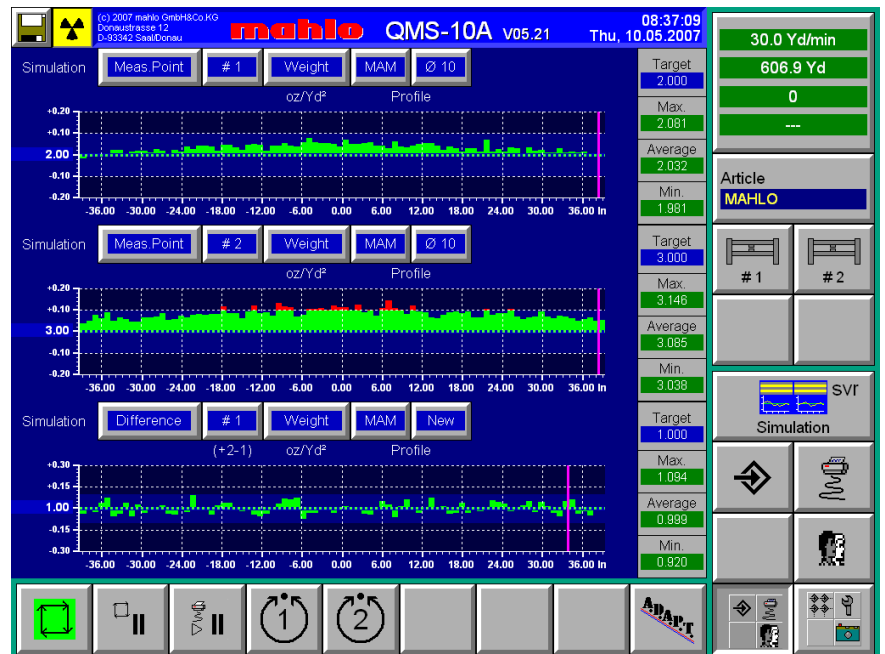 (c) 2007 mahlo GmbH&Co.KG
Donaustrasse 12
D-93342 Saal/Donau
mahlo
QMS-10A V05.21
08:37:09
Thu, 10.05.2007
30.0 Yd/min
606.9 Yd
0
---
Simulation Meas.Point # 1 Weight MAM Ø 10
oz/Yd² Profile
+0.20
+0.10
2.00
-0.10
-0.20
-36.00 -30.00 -24.00 -18.00 -12.00 -6.00 0.00 6.00 12.00 18.00 24.00 30.00 36.00 In
Target
2.000
Max.
2.081
Average
2.032
Min.
1.981
Article
MAHLO
Simulation Meas.Point # 2 Weight MAM Ø 10
oz/Yd² Profile
+0.20
+0.10
3.00
-0.10
-0.20
-36.00 -30.00 -24.00 -18.00 -12.00 -6.00 0.00 6.00 12.00 18.00 24.00 30.00 36.00 In
Target
3.000
Max.
3.146
Average
3.085
Min.
3.038
# 1 # 2
Simulation Difference # 1 Weight MAM New
(+2-1) oz/Yd² Profile
+0.30
+0.15
1.00
-0.15
-0.30
-36.00 -30.00 -24.00 -18.00 -12.00 -6.00 0.00 6.00 12.00 18.00 24.00 30.00 36.00 In
Target
1.000
Max.
1.094
Average
0.999
Min.
0.920
svr
Simulation
1 2 ADAPT